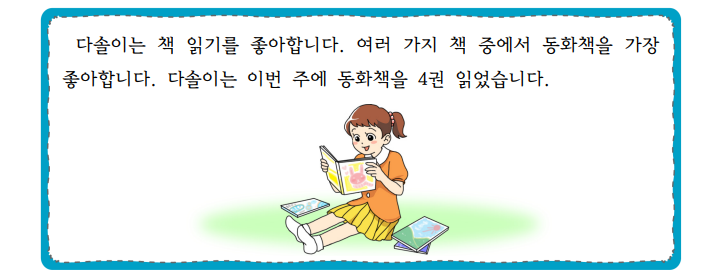 다솔이는 책 읽기를 좋아합니다. 여러 가지 책 중에서 동화책을 가장
좋아합니다. 다솔이는 이번 주에 동화책을 4권 읽었습니다.